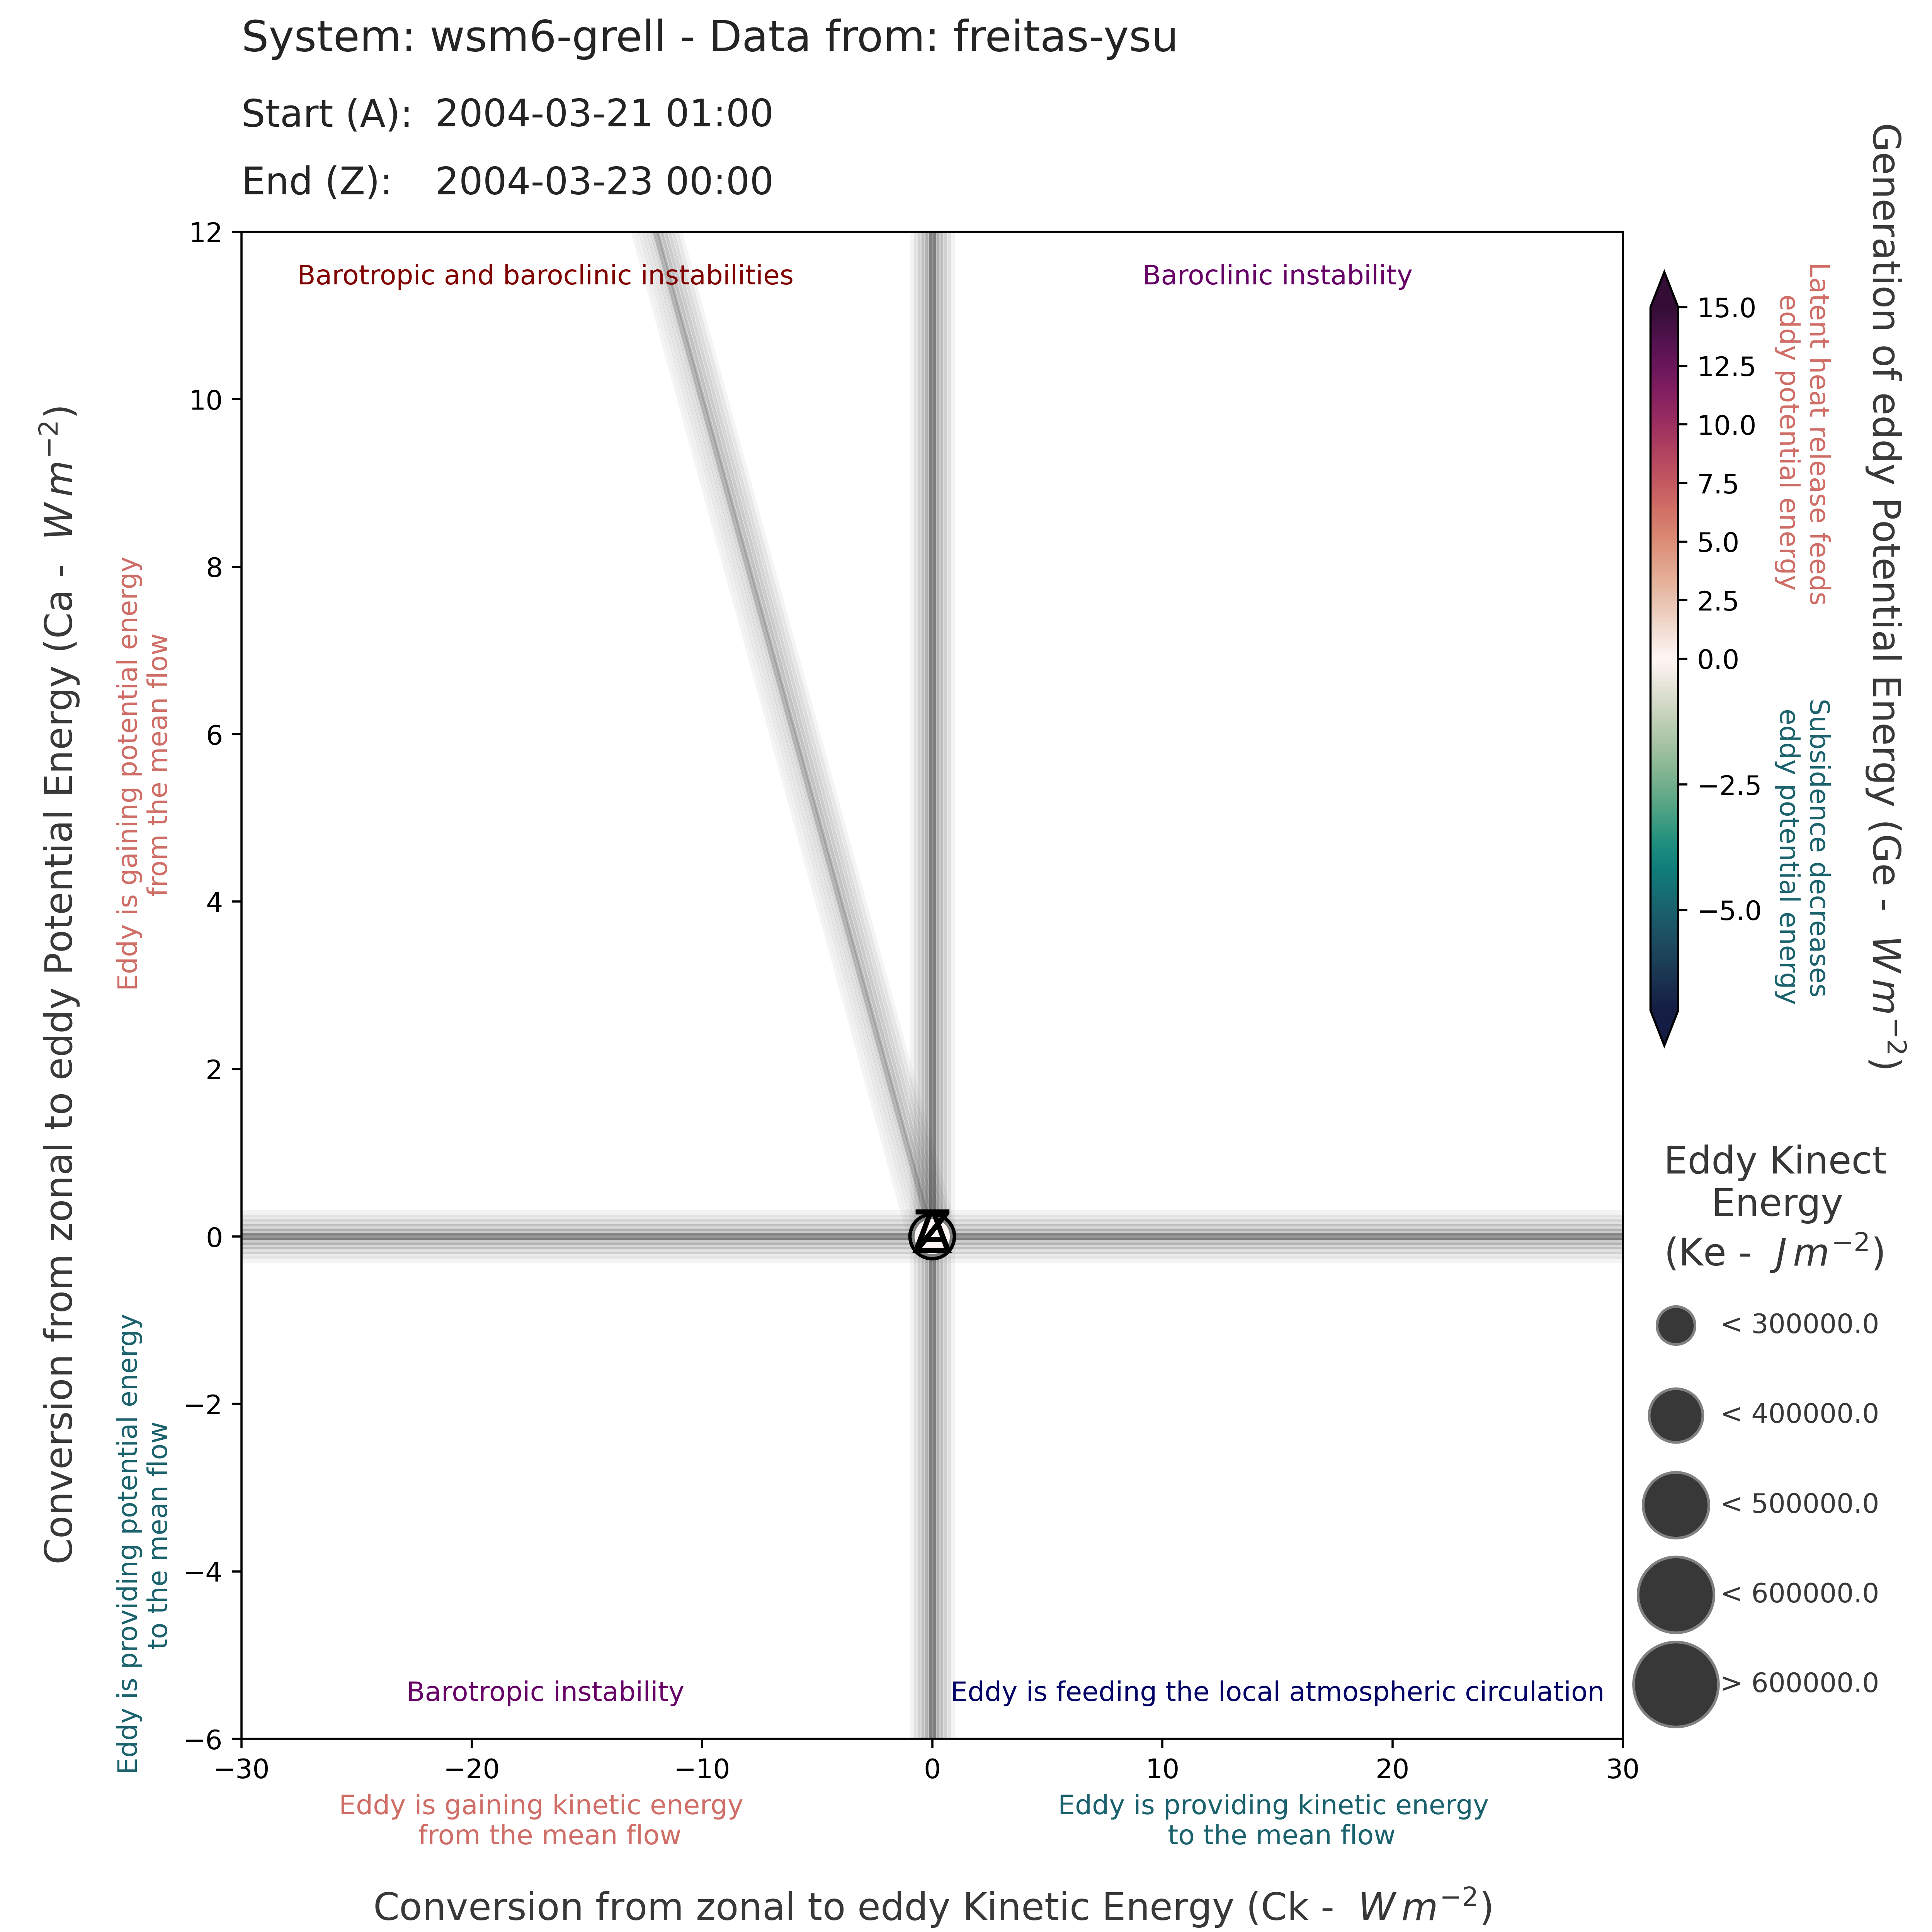 System: wsm6-grell - Data from: freitas-ysu
Start (A): 2004-03-21 01:00
End (Z): 2004-03-23 00:00
Conversion from zonal to eddy Potential Energy (Ca - W m⁻²)
Eddy is gaining potential energy
from the mean flow
Eddy is providing potential energy
to the mean flow
12
10
8
6
4
2
0
−2
−4
−6
Barotropic and baroclinic instabilities
Baroclinic instability
A
Z
Barotropic instability
Eddy is feeding the local atmospheric circulation
−30
−20
−10
0
10
20
30
Eddy is gaining kinetic energy
from the mean flow
Eddy is providing kinetic energy
to the mean flow
Conversion from zonal to eddy Kinetic Energy (Ck - W m⁻²)
15.0
12.5
10.0
7.5
5.0
2.5
0.0
−2.5
−5.0
Latent heat release feeds
eddy potential energy
Subsidence decreases
eddy potential energy
Generation of eddy Potential Energy (Ge - W m⁻²)
Eddy Kinect
Energy
(Ke - J m⁻²)
< 300000.0
< 400000.0
< 500000.0
< 600000.0
> 600000.0